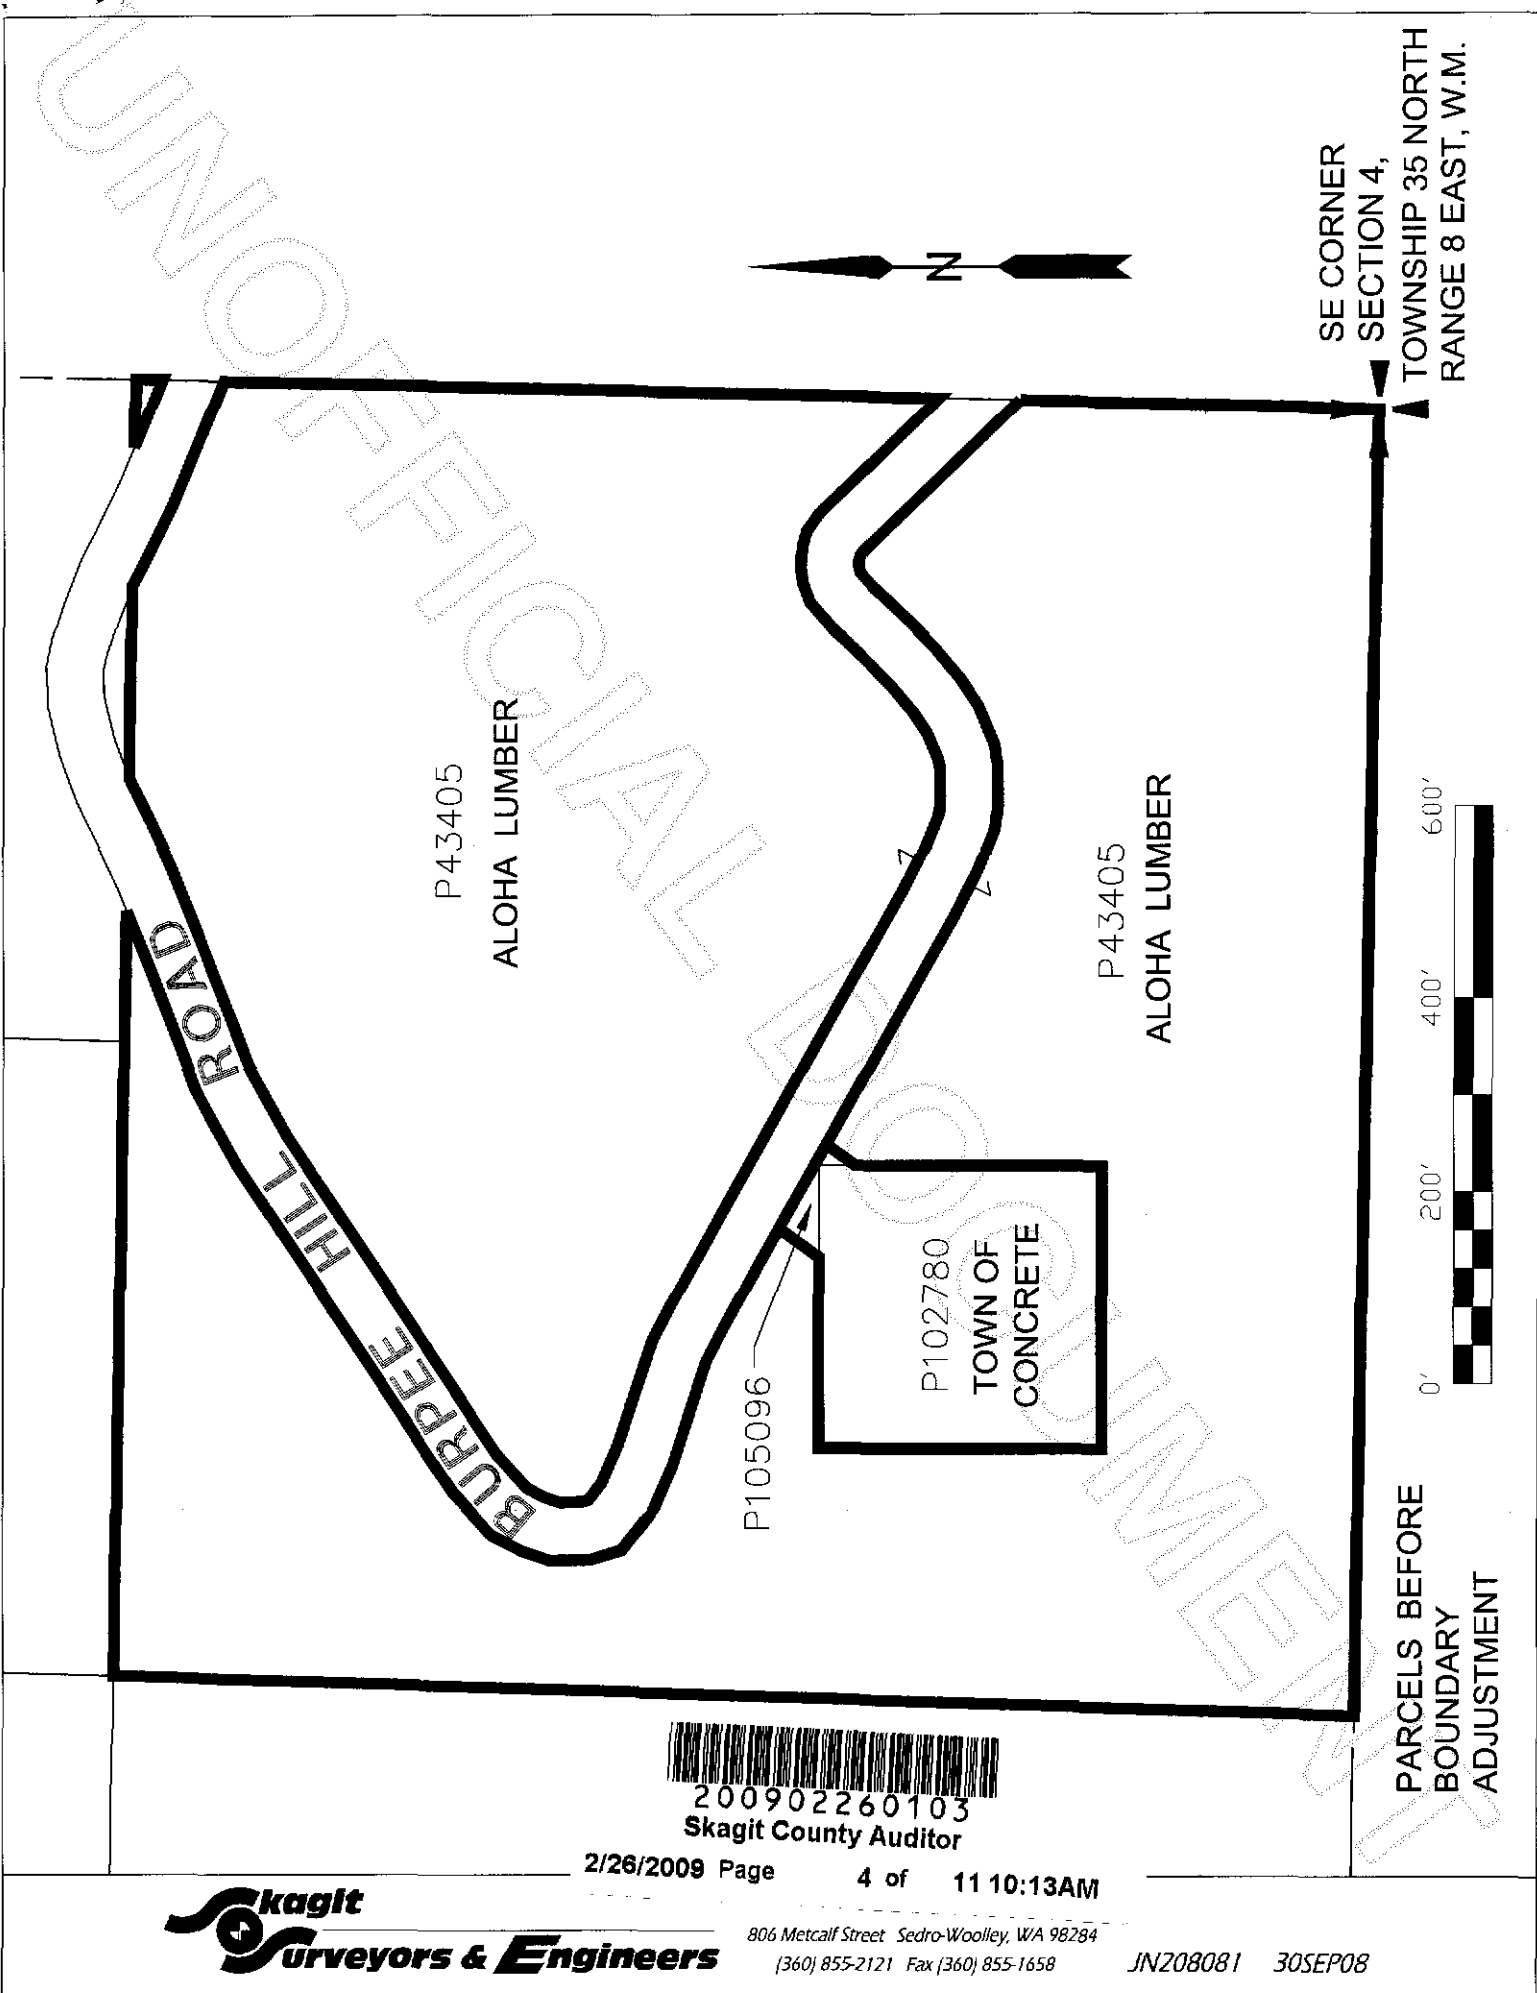 UNOFFICIAL DOCUMENT
SE CORNER
SECTION 4,
TOWNSHIP 35 NORTH
RANGE 8 EAST, W.M.
N
P43405
ALOHA LUMBER
BURPEE HILL ROAD
P43405
ALOHA LUMBER
P105096
P102780
TOWN OF
CONCRETE
0' 200' 400' 600'
PARCELS BEFORE
BOUNDARY
ADJUSTMENT
200902260103
Skagit County Auditor
2/26/2009 Page 4 of 11 10:13AM
Skagit
Surveyors & Engineers
806 Metcalf Street Sedro-Woolley, WA 98284
(360) 855-2121 Fax (360) 855-1658
JN208081 30SEP08